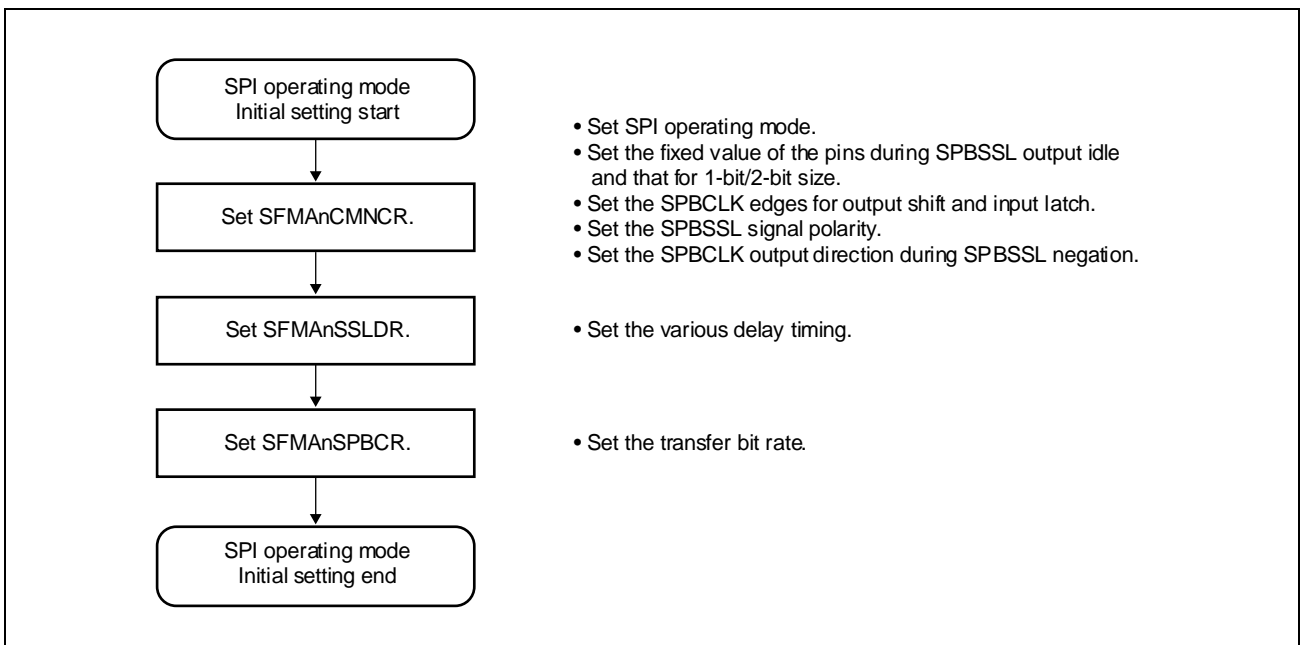 SPI operating mode
Initial setting start
• Set SPI operating mode.
• Set the fixed value of the pins during SPBSSL output idle
and that for 1-bit/2-bit size.
• Set the SPBCLK edges for output shift and input latch.
• Set the SPBSSL signal polarity.
• Set the SPBCLK output direction during SPBSSL negation.
Set SFMAnCMNCR.
Set SFMAnSSLDR.
• Set the various delay timing.
Set SFMAnSPBCR.
• Set the transfer bit rate.
SPI operating mode
Initial setting end